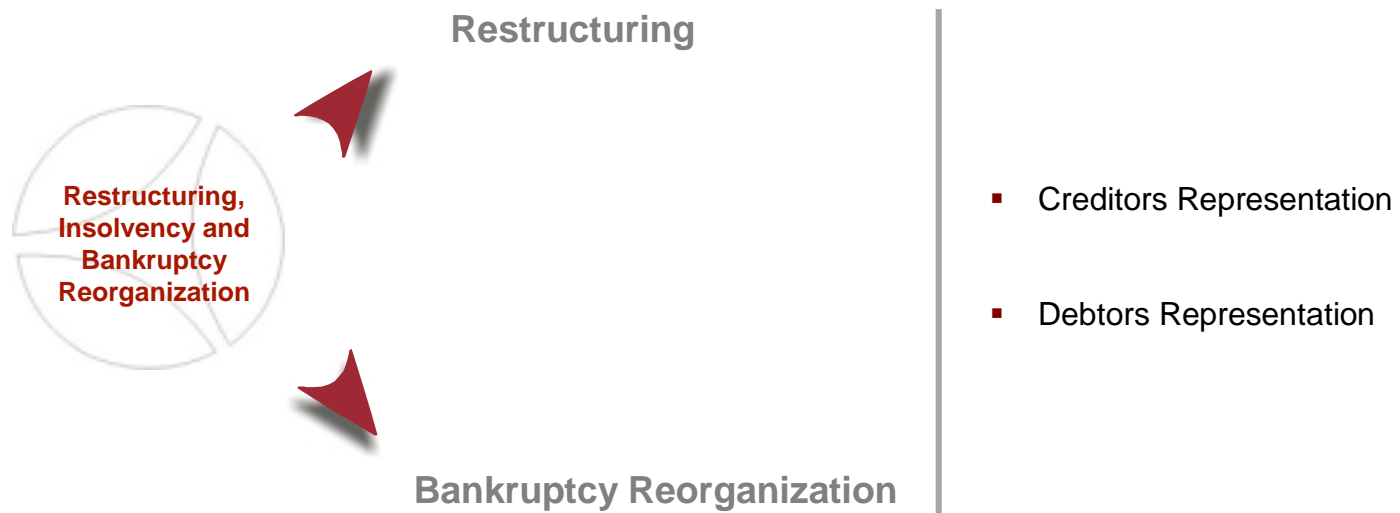 Restructuring
Restructuring,
Insolvency and
Bankruptcy
Reorganization
▪ Creditors Representation
▪ Debtors Representation
Bankruptcy Reorganization